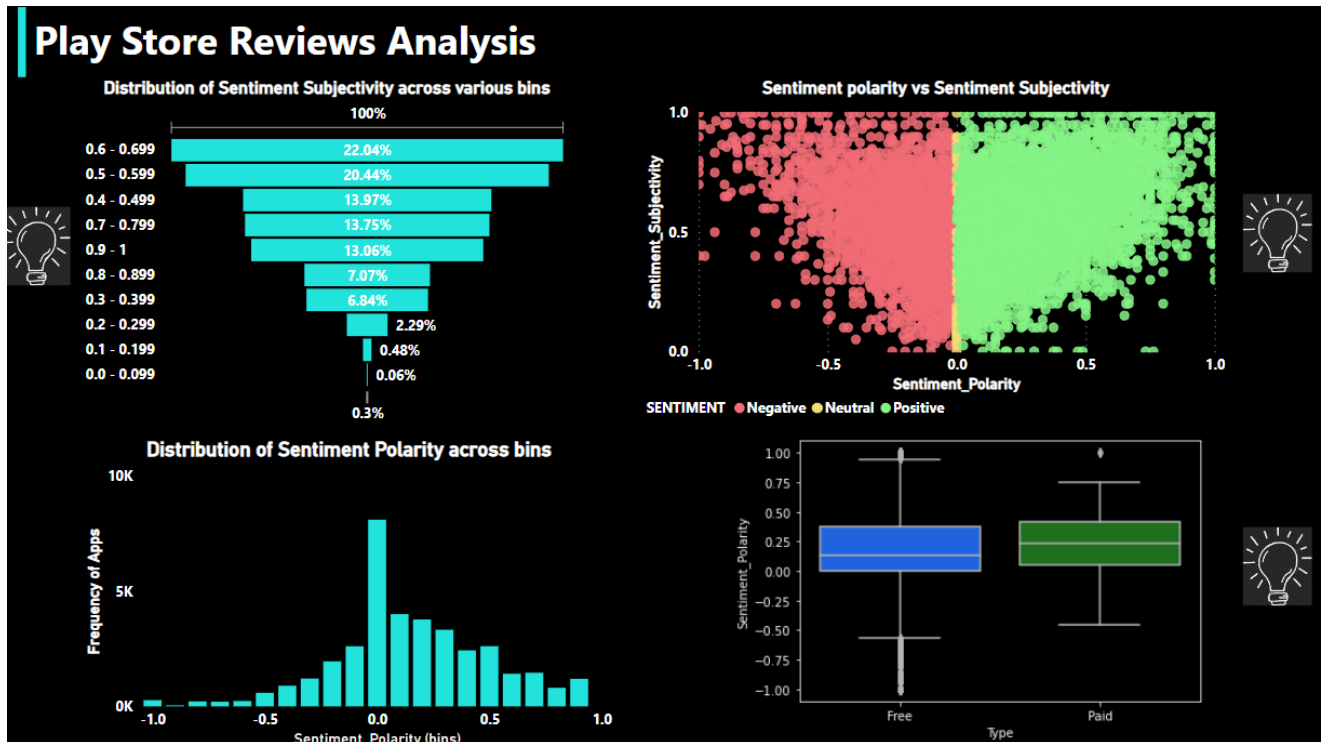 Play Store Reviews Analysis
Distribution of Sentiment Subjectivity across various bins
100%
0.6 - 0.699 22.04%
0.5 - 0.599 20.44%
0.4 - 0.499 13.97%
0.7 - 0.799 13.75%
0.9 - 1 13.06%
0.8 - 0.899 7.07%
0.3 - 0.399 6.84%
0.2 - 0.299 2.29%
0.1 - 0.199 0.48%
0.0 - 0.099 0.06%
0.3%
Sentiment polarity vs Sentiment Subjectivity
Sentiment_Subjectivity
1.0
0.5
0.0
-1.0 -0.5 0.0 0.5 1.0
Sentiment_Polarity
SENTIMENT Negative Neutral Positive
Distribution of Sentiment Polarity across bins
Frequency of Apps
10K
5K
0K
-1.0 -0.5 0.0 0.5 1.0
Sentiment_Polarity (bins)
Sentiment_Polarity
1.00
0.75
0.50
0.25
0.00
−0.25
−0.50
−0.75
−1.00
Free Paid
Type